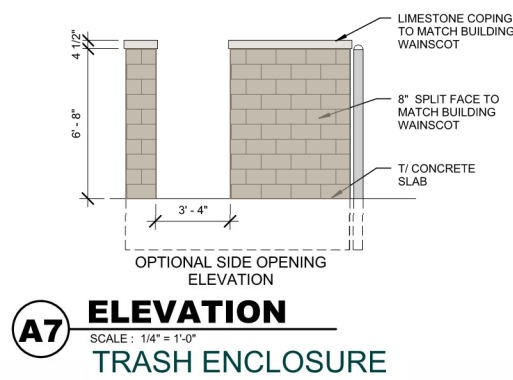 LIMESTONE COPING
TO MATCH BUILDING
WAINSCOT
4 1/2"
6' - 8"
8" SPLIT FACE TO
MATCH BUILDING
WAINSCOT
T/ CONCRETE
SLAB
3' - 4"
OPTIONAL SIDE OPENING
ELEVATION
A7
ELEVATION
SCALE : 1/4" = 1'-0"
TRASH ENCLOSURE